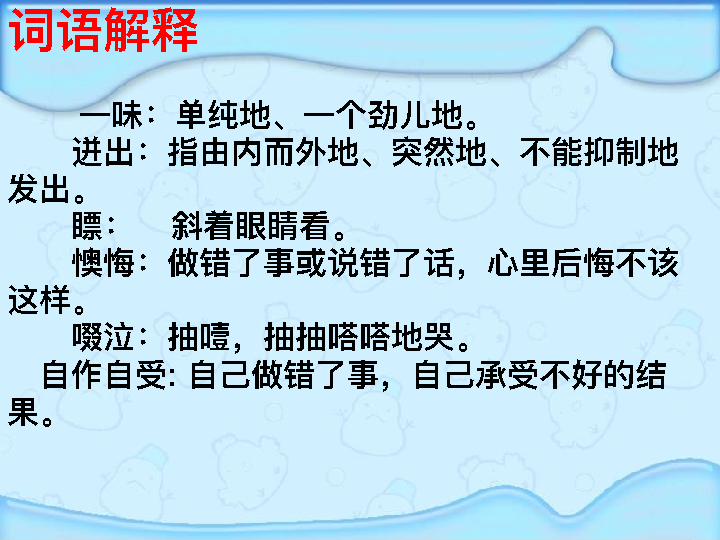 词语解释
一味：单纯地、一个劲儿地。
迸出：指由内而外地、突然地、不能抑制地
发出。
瞟： 斜着眼睛看。
懊悔：做错了事或说错了话，心里后悔不该
这样。
啜泣：抽噎，抽抽嗒嗒地哭。
自作自受: 自己做错了事，自己承受不好的结
果。